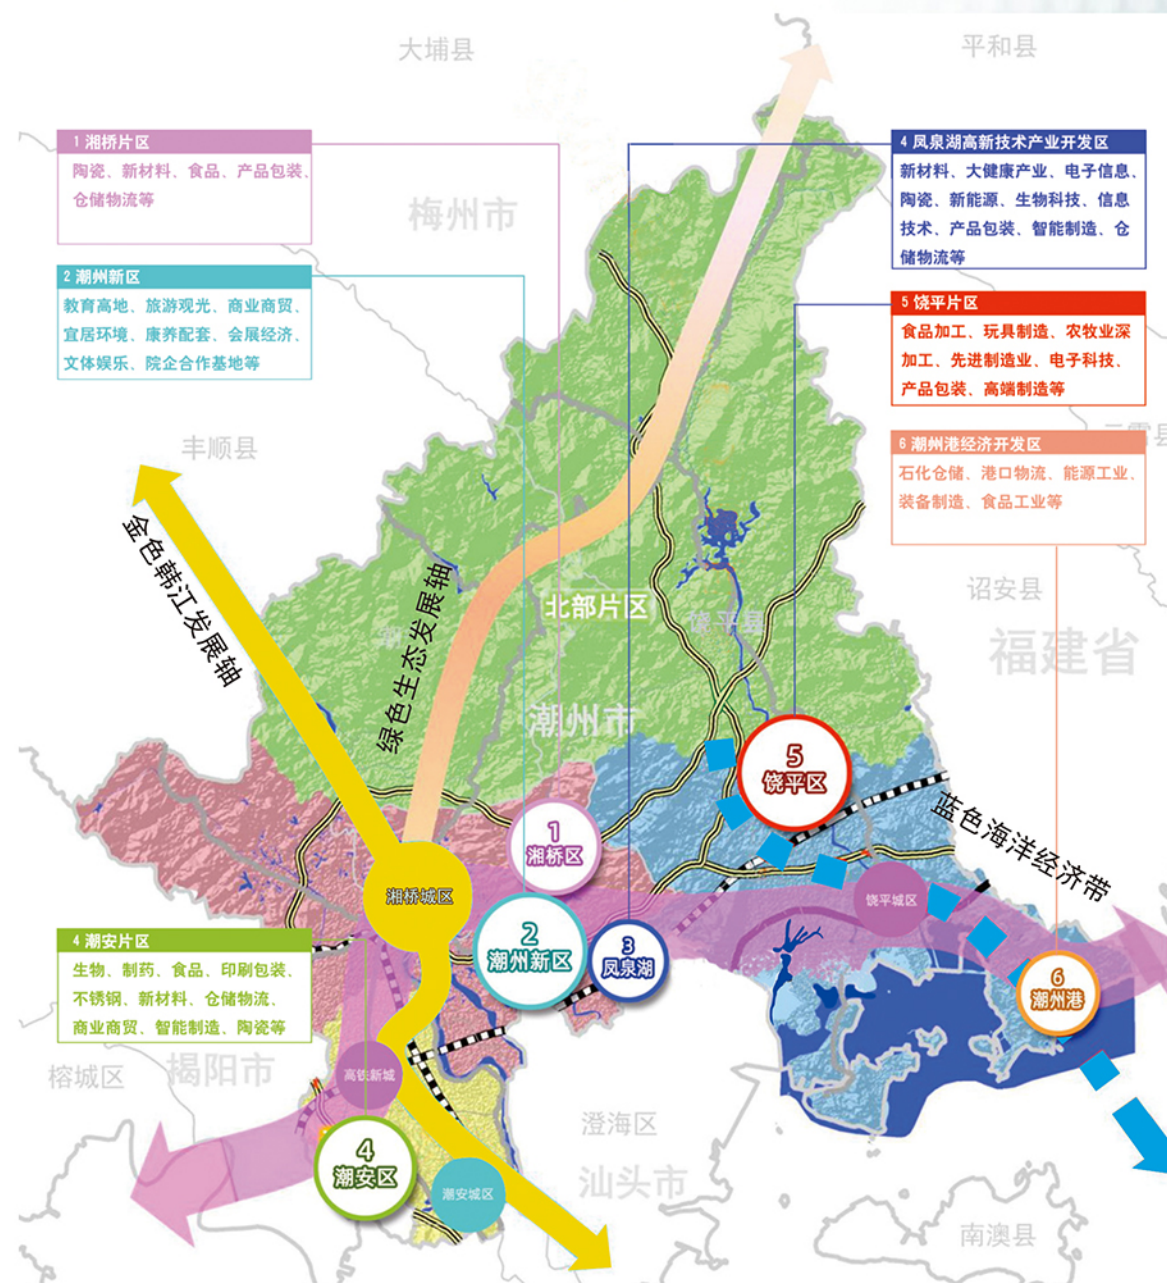 大埔县
平和县
1 湘桥片区
陶瓷、新材料、食品、产品包装、
仓储物流等
4 凤泉湖高新技术产业开发区
新材料、大健康产业、电子信息、
陶瓷、新能源、生物科技、信息
技术、产品包装、智能制造、仓
储物流等
梅州市
2 潮州新区
教育高地、旅游观光、商业商贸、
宜居环境、康养配套、会展经济、
文体娱乐、院企合作基地等
5 饶平片区
食品加工、玩具制造、农牧业深
加工、先进制造业、电子科技、
产品包装、高端制造等
丰顺县
6 潮州港经济开发区
石化仓储、港口物流、能源工业、
装备制造、食品工业等
金色韩江发展轴
绿色生态发展轴
北部片区
饶平县
诏安县
福建省
潮州市
5
饶平区
蓝色海洋经济带
1
湘桥区
湘桥城区
饶平城区
2
潮州新区
3
凤泉湖
6
潮州港
4 潮安片区
生物、制药、食品、印刷包装、
不锈钢、新材料、仓储物流、
商业商贸、智能制造、陶瓷等
榕城区
揭阳市
高铁新城
澄海区
汕头市
4
潮安区
潮安城区
南澳县